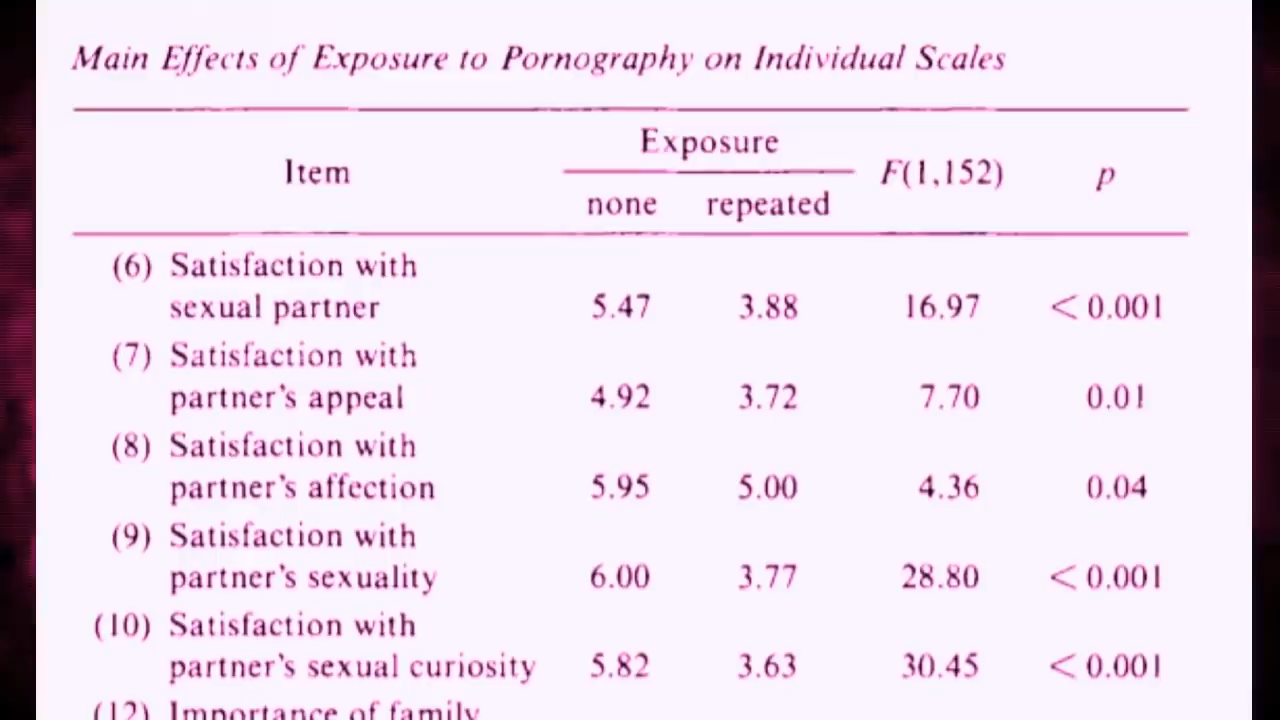 Main Effects of Exposure to Pornography on Individual Scales
Exposure
Item F(1,152) p
none repeated
(6) Satisfaction with
sexual partner 5.47 3.88 16.97 < 0.001
(7) Satisfaction with
partner's appeal 4.92 3.72 7.70 0.01
(8) Satisfaction with
partner's affection 5.95 5.00 4.36 0.04
(9) Satisfaction with
partner's sexuality 6.00 3.77 28.80 < 0.001
(10) Satisfaction with
partner's sexual curiosity 5.82 3.63 30.45 < 0.001
(12) Importance of family